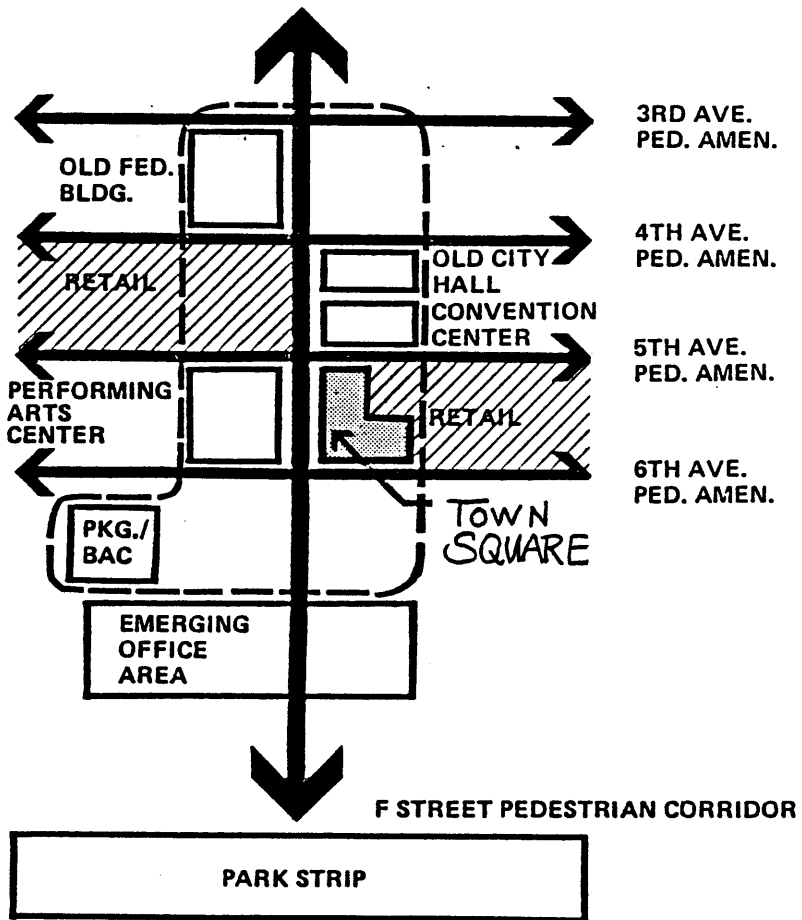 3RD AVE.
PED. AMEN.
OLD FED.
BLDG.
4TH AVE.
PED. AMEN.
RETAIL
OLD CITY
HALL
CONVENTION
CENTER
5TH AVE.
PED. AMEN.
PERFORMING
ARTS
CENTER
RETAIL
6TH AVE.
PED. AMEN.
PKG./
BAC
TOWN
SQUARE
EMERGING
OFFICE
AREA
F STREET PEDESTRIAN CORRIDOR
PARK STRIP